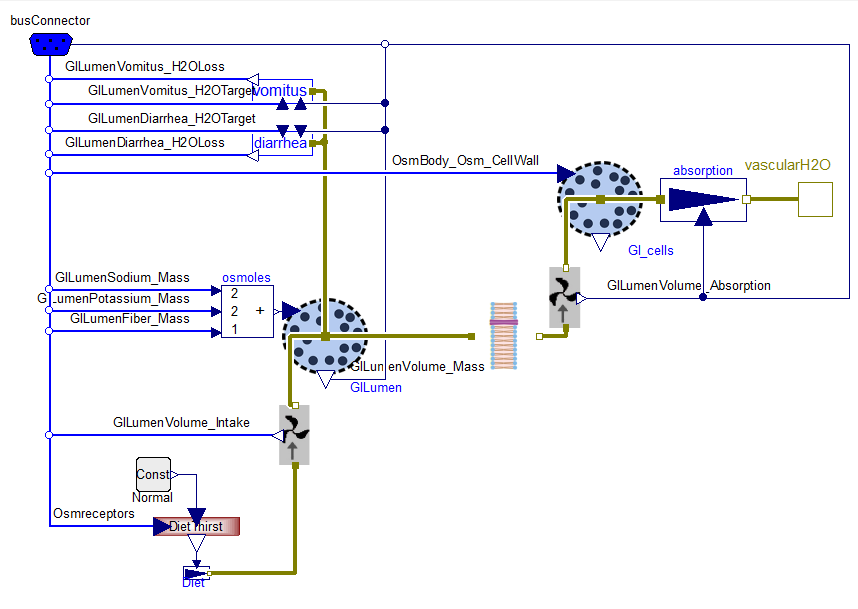 busConnector
GILumenVomitus_H2OLoss
GILumenVomitus_H2OTarget
vomitus
GILumenDiarrhea_H2OTarget
GILumenDiarrhea_H2OLoss
diarrhea
OsmBody_Osm_CellWall
absorption
vascularH2O
GI_cells
GILumenSodium_Mass
osmoles
GILumenVolume_Absorption
GILumenPotassium_Mass
2
2
+
GILumenFiber_Mass
1
GILumenVolume_Mass
GILumen
GILumenVolume_Intake
Const
Normal
Osmreceptors
Diet
Diet